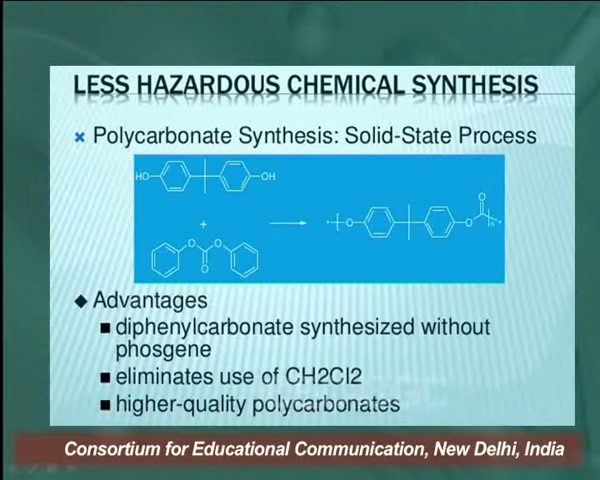 LESS HAZARDOUS CHEMICAL SYNTHESIS
Polycarbonate Synthesis: Solid-State Process
HO
OH
+
O
O
O
O
O
O
n
O
Advantages
diphenylcarbonate synthesized without
phosgene
eliminates use of CH2Cl2
higher-quality polycarbonates
Consortium for Educational Communication, New Delhi, India